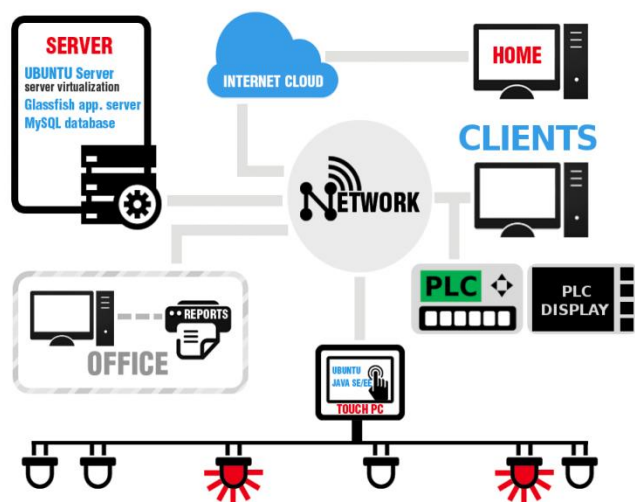 SERVER
UBUNTU Server
server virtualization
Glassfish app. server
MySQL database
INTERNET CLOUD
HOME
CLIENTS
NETWORK
PLC
PLC
DISPLAY
REPORTS
OFFICE
UBUNTU
JAVA SE/EE
TOUCH PC